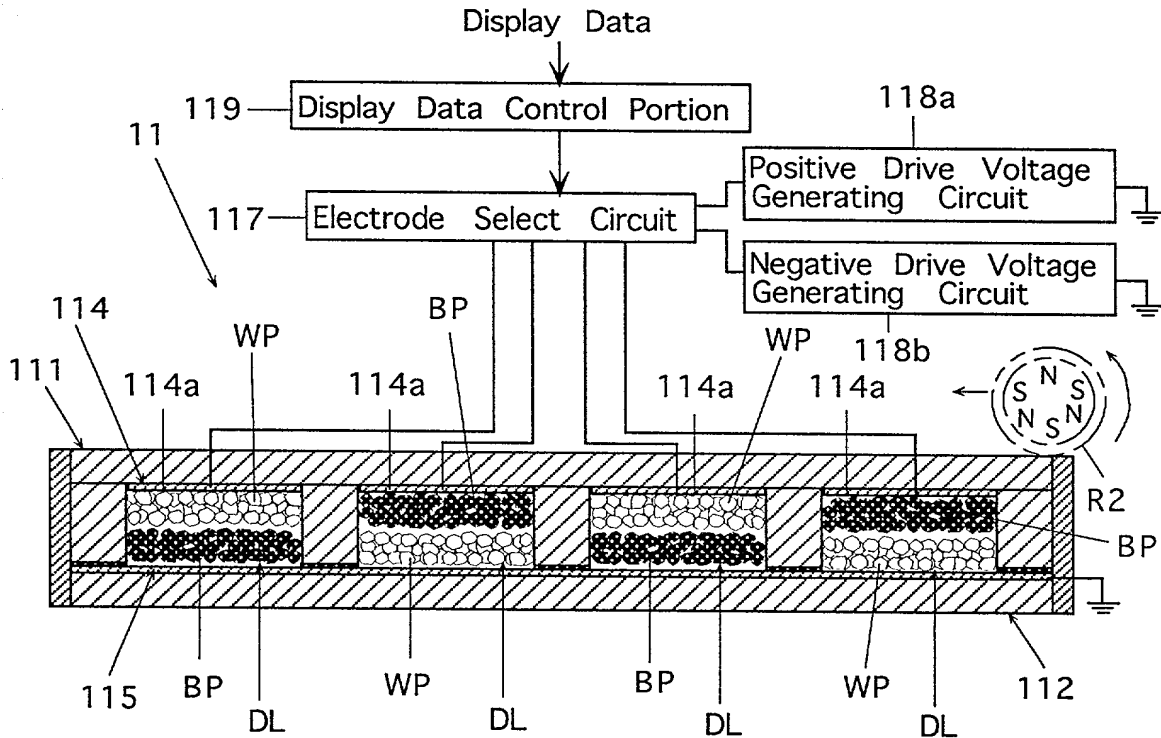 Display Data
119
Display Data Control Portion
118a
11
Positive Drive Voltage
Generating Circuit
117
Electrode Select Circuit
Negative Drive Voltage
Generating Circuit
114
WP
BP
WP
118b
111
114a
114a
114a
114a
N
S
S
N
N
S
R2
BP
115
BP
DL
WP
DL
BP
DL
WP
DL
112